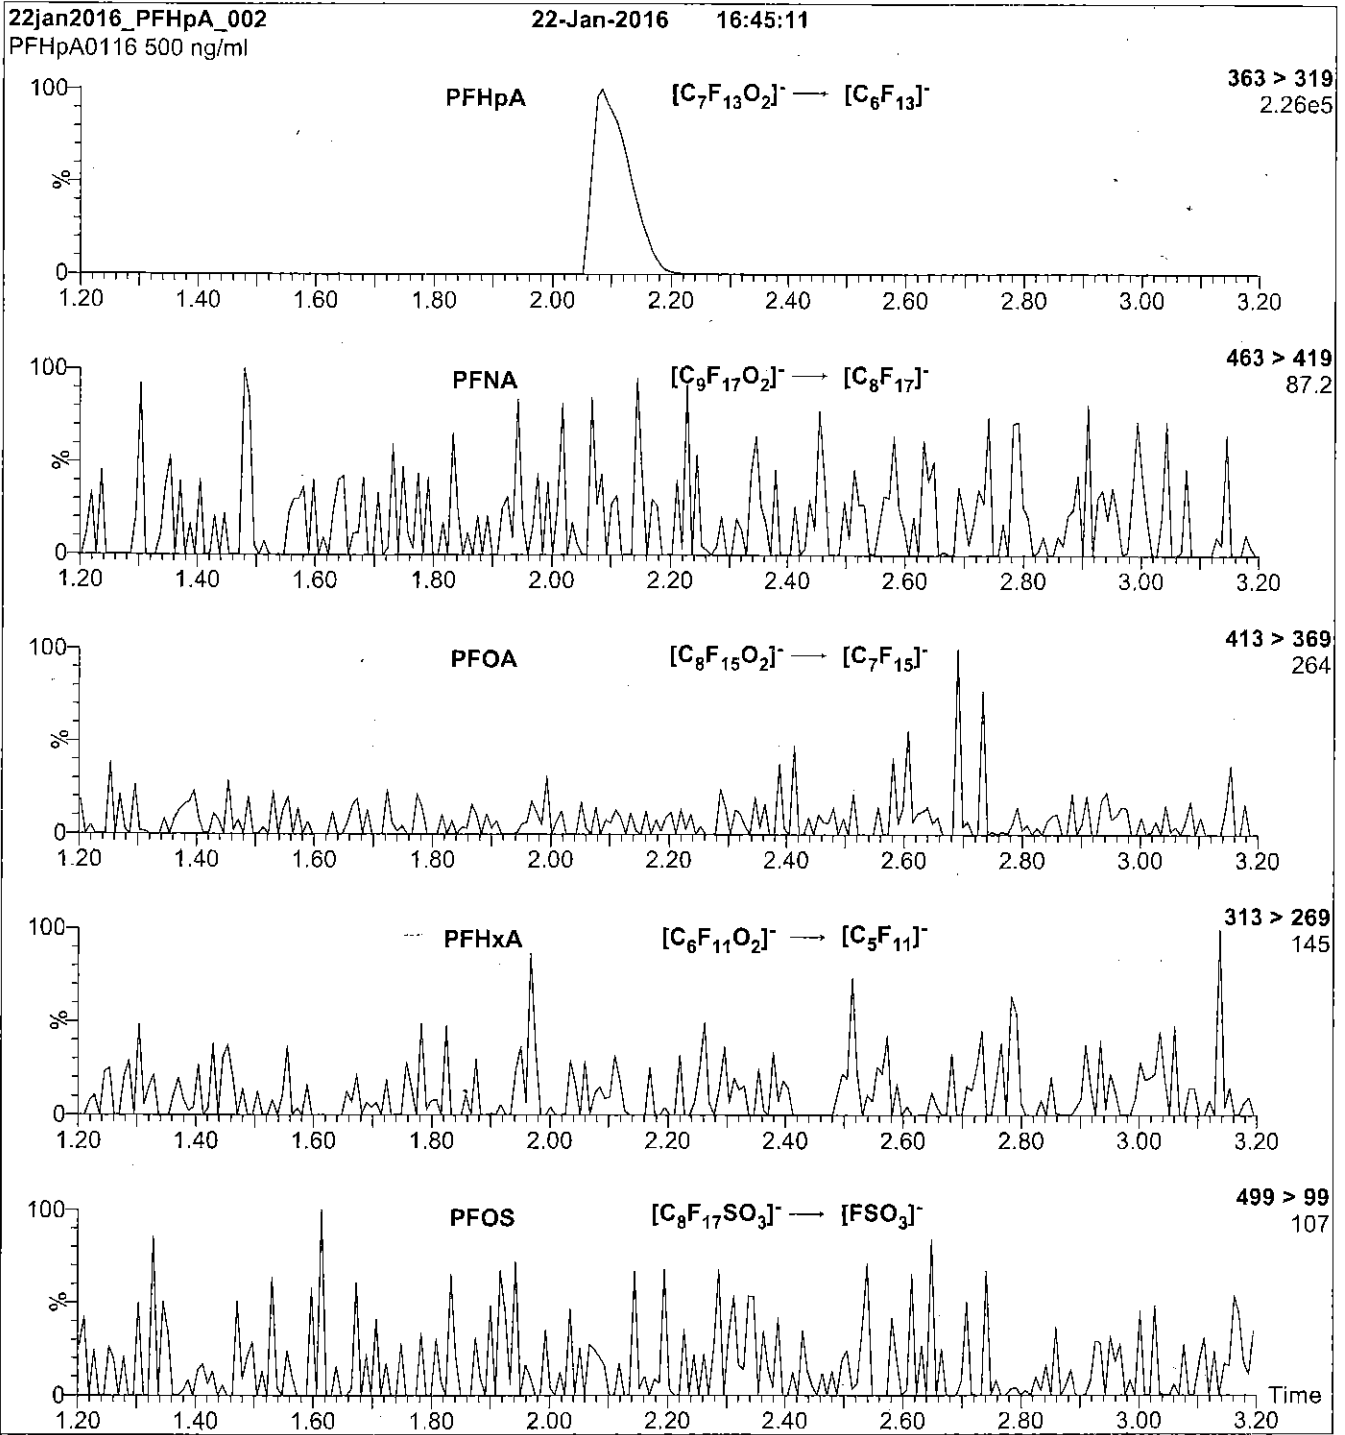 22jan2016_PFHpA_002 22-Jan-2016 16:45:11
PFHpA0116 500 ng/ml
100 PFHpA [C₇F₁₃O₂]⁻ → [C₆F₁₃]⁻ 363 > 319
2.26e5
%
0
1.20 1.40 1.60 1.80 2.00 2.20 2.40 2.60 2.80 3.00 3.20
100 PFNA [C₉F₁₇O₂]⁻ → [C₈F₁₇]⁻ 463 > 419
87.2
%
0
1.20 1.40 1.60 1.80 2.00 2.20 2.40 2.60 2.80 3.00 3.20
100 PFOA [C₈F₁₅O₂]⁻ → [C₇F₁₅]⁻ 413 > 369
264
%
0
1.20 1.40 1.60 1.80 2.00 2.20 2.40 2.60 2.80 3.00 3.20
100 PFHxA [C₆F₁₁O₂]⁻ → [C₅F₁₁]⁻ 313 > 269
145
%
0
1.20 1.40 1.60 1.80 2.00 2.20 2.40 2.60 2.80 3.00 3.20
100 PFOS [C₈F₁₇SO₃]⁻ → [FSO₃]⁻ 499 > 99
107
%
0 Time
1.20 1.40 1.60 1.80 2.00 2.20 2.40 2.60 2.80 3.00 3.20